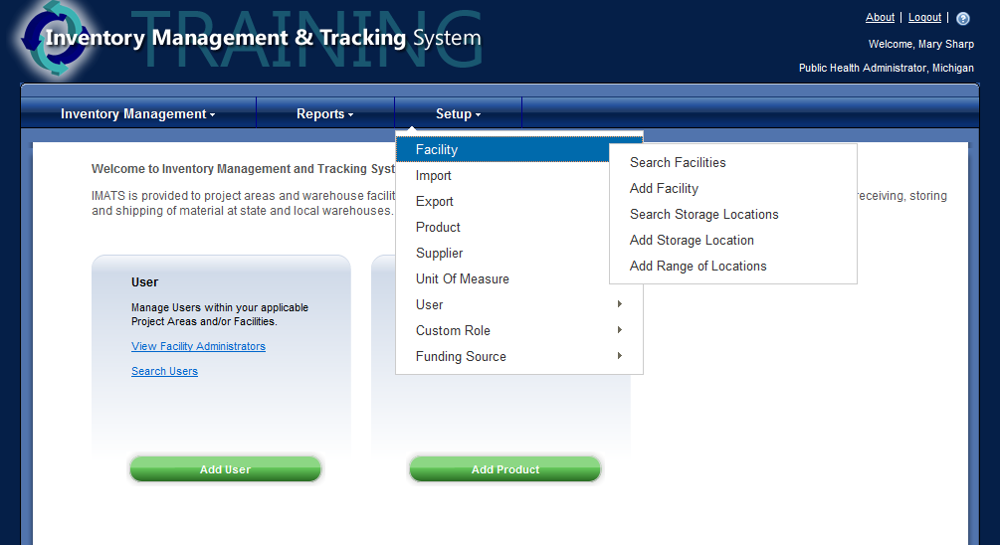 TRAINING
Inventory Management & Tracking System
About | Logout |
Welcome, Mary Sharp
Public Health Administrator, Michigan
Inventory Management Reports Setup
Welcome to Inventory Management and Tracking Syst
IMATS is provided to project areas and warehouse facilit
eceiving, storing
and shipping of material at state and local warehouses.
Facility
Import
Export
Product
Supplier
Unit Of Measure
User
Custom Role
Funding Source
Search Facilities
Add Facility
Search Storage Locations
Add Storage Location
Add Range of Locations
User
Manage Users within your applicable
Project Areas and/or Facilities.
View Facility Administrators
Search Users
Add User
Add Product